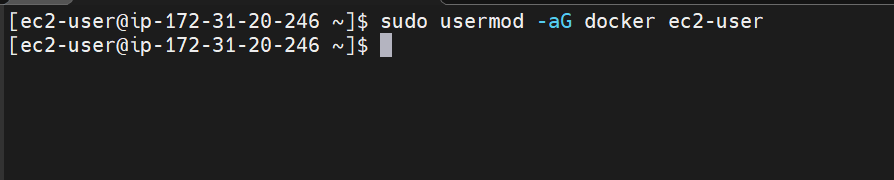 [ec2-user@ip-172-31-20-246 ~]$ sudo usermod -aG docker ec2-user
[ec2-user@ip-172-31-20-246 ~]$